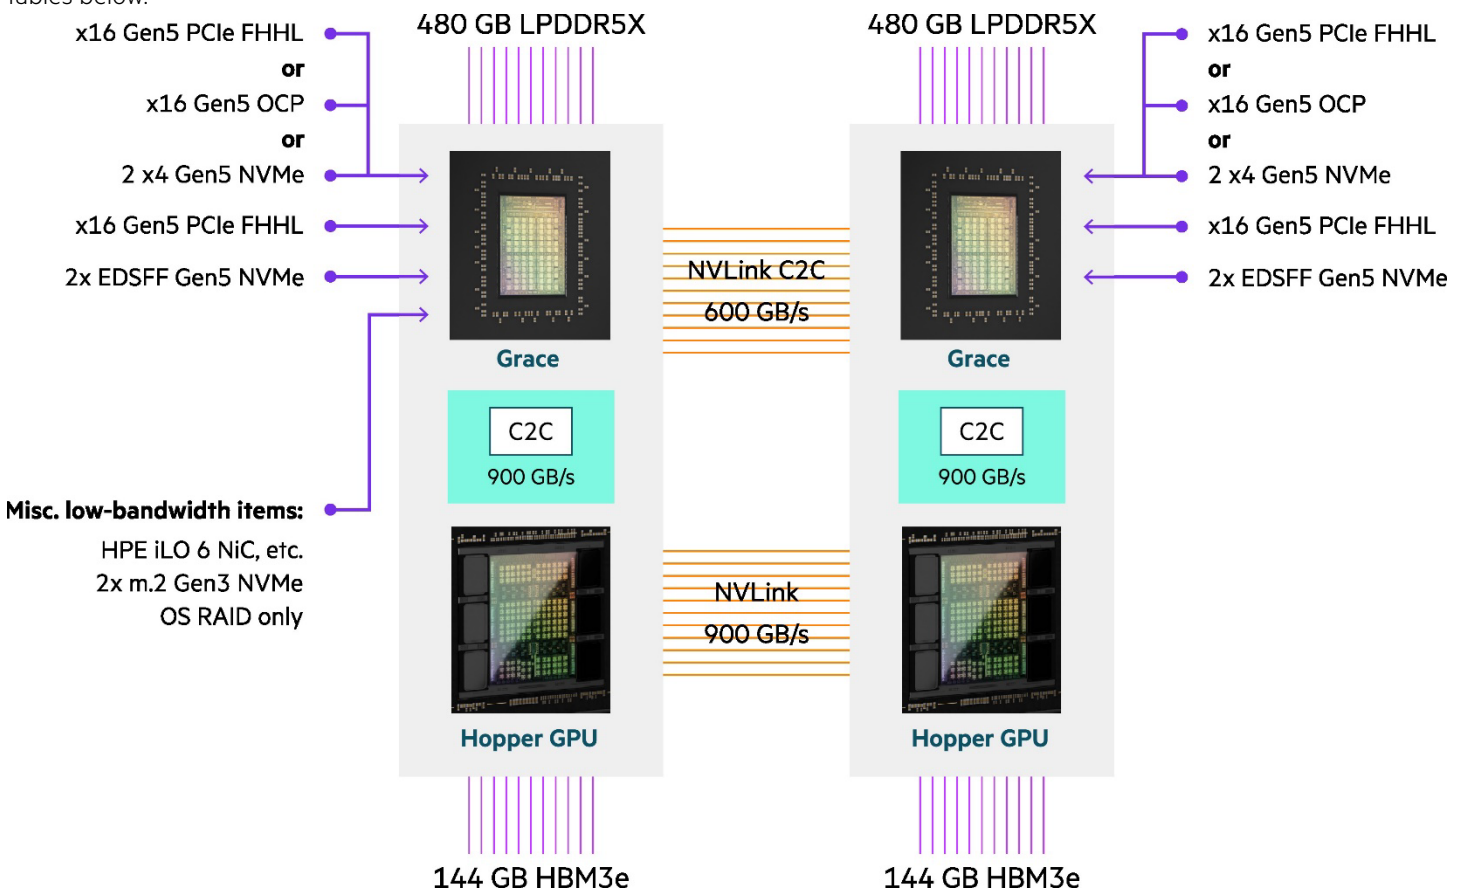 Tables below.
480 GB LPDDR5X
480 GB LPDDR5X
x16 Gen5 PCIe FHHL
or
x16 Gen5 OCP
or
2 x4 Gen5 NVMe
x16 Gen5 PCIe FHHL
2x EDSFF Gen5 NVMe
Misc. low-bandwidth items:
HPE iLO 6 NiC, etc.
2x m.2 Gen3 NVMe
OS RAID only
Grace
C2C
900 GB/s
Hopper GPU
144 GB HBM3e
NVLink C2C
600 GB/s
NVLink
900 GB/s
Grace
C2C
900 GB/s
Hopper GPU
144 GB HBM3e
x16 Gen5 PCIe FHHL
or
x16 Gen5 OCP
or
2 x4 Gen5 NVMe
x16 Gen5 PCIe FHHL
2x EDSFF Gen5 NVMe